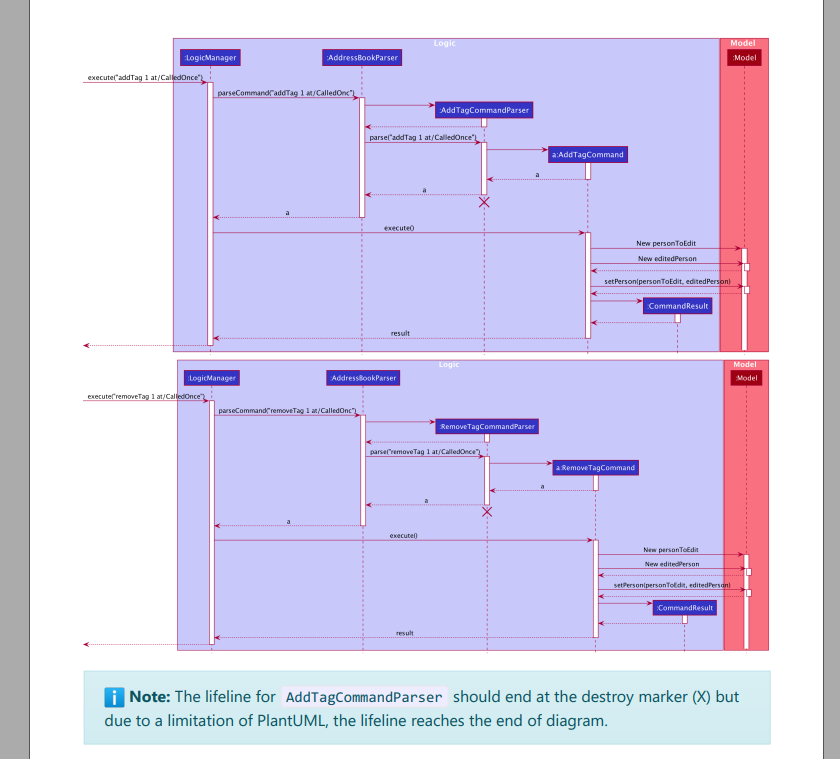 Logic
Model
:LogicManager
:AddressBookParser
:Model
execute("addTag 1 at/CalledOnce")
parseCommand("addTag 1 at/CalledOnc")
:AddTagCommandParser
parse("addTag 1 at/CalledOnce")
a:AddTagCommand
a
a
a
execute()
New personToEdit
New editedPerson
setPerson(personToEdit, editedPerson)
:CommandResult
result
Logic
Model
:LogicManager
:AddressBookParser
:Model
execute("removeTag 1 at/CalledOnce")
parseCommand("removeTag 1 at/CalledOnc")
:RemoveTagCommandParser
parse("removeTag 1 at/CalledOnce")
a:RemoveTagCommand
a
a
a
execute()
New personToEdit
New editedPerson
setPerson(personToEdit, editedPerson)
:CommandResult
result
Note: The lifeline for AddTagCommandParser should end at the destroy marker (X) but
due to a limitation of PlantUML, the lifeline reaches the end of diagram.